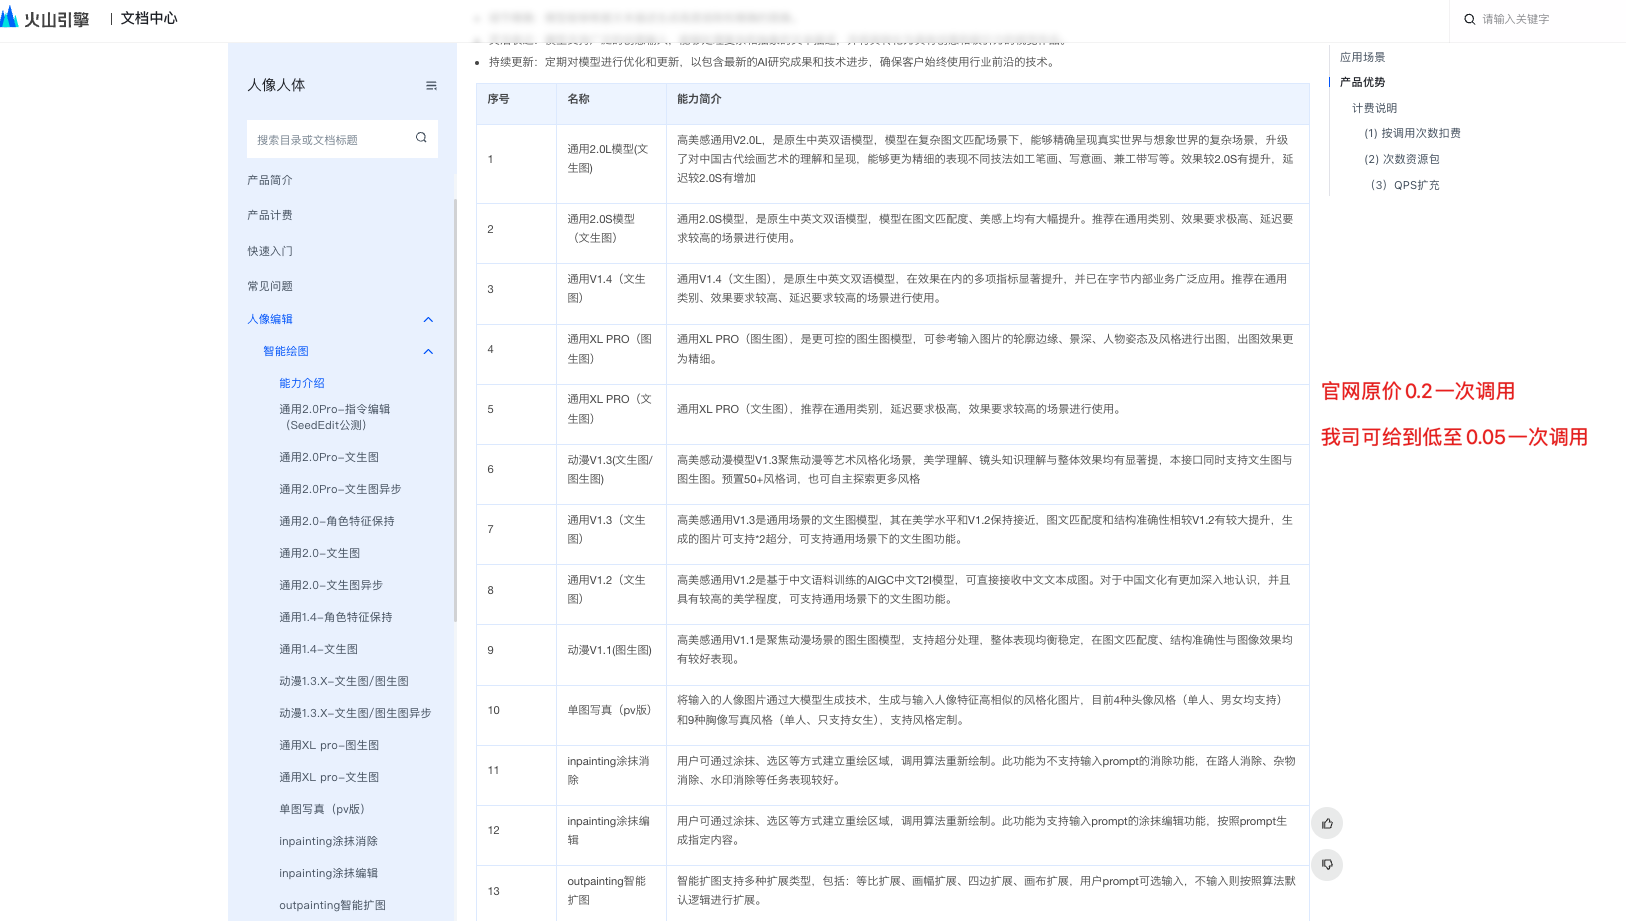 火山引擎 | 文档中心
请输入关键字
人像人体
搜索目录或文档标题
产品简介
产品计费
快速入门
常见问题
人像编辑
智能绘图
能力介绍
通用2.0Pro-指令编辑
（SeedEdit公测）
通用2.0Pro-文生图
通用2.0Pro-文生图异步
通用2.0-角色特征保持
通用2.0-文生图
通用2.0-文生图异步
通用1.4-角色特征保持
通用1.4-文生图
动漫1.3.X-文生图/图生图
动漫1.3.X-文生图/图生图异步
通用XL pro-图生图
通用XL pro-文生图
单图写真（pv版）
inpainting涂抹消除
inpainting涂抹编辑
outpainting智能扩图
持续更新：定期对模型进行优化和更新，以包含最新的AI研究成果和技术进步，确保客户始终使用行业前沿的技术。
序号 名称 能力简介
1
通用2.0L模型(文
生图)
高美感通用V2.0L，是原生中英双语模型，模型在复杂图文匹配场景下，能够精确呈现真实世界与想象世界的复杂场景，升级
了对中国古代绘画艺术的理解和呈现，能够更为精细的表现不同技法如工笔画、写意画、兼工带写等。效果较2.0S有提升，延
迟较2.0S有增加
2
通用2.0S模型
（文生图）
通用2.0S模型，是原生中英文双语模型，模型在图文匹配度、美感上均有大幅提升。推荐在通用类别、效果要求极高、延迟要
求较高的场景进行使用。
3
通用V1.4（文生
图）
通用V1.4（文生图），是原生中英文双语模型，在效果在内的多项指标显著提升，并已在字节内部业务广泛应用。推荐在通用
类别、效果要求较高、延迟要求较高的场景进行使用。
4
通用XL PRO（图
生图）
通用XL PRO（图生图），是更可控的图生图模型，可参考输入图片的轮廓边缘、景深、人物姿态及风格进行出图，出图效果更
为精细。
5
通用XL PRO（文
生图）
通用XL PRO（文生图），推荐在通用类别，延迟要求极高，效果要求较高的场景进行使用。
6
动漫V1.3(文生图/
图生图)
高美感动漫模型V1.3聚焦动漫等艺术风格化场景，美学理解、镜头知识理解与整体效果均有显著提，本接口同时支持文生图与
图生图。预置50+风格词，也可自主探索更多风格
7
通用V1.3（文生
图）
高美感通用V1.3是通用场景的文生图模型，其在美学水平和V1.2保持接近，图文匹配度和结构准确性相较V1.2有较大提升，生
成的图片可支持*2超分，可支持通用场景下的文生图功能。
8
通用V1.2（文生
图）
高美感通用V1.2是基于中文语料训练的AIGC中文T2I模型，可直接接收中文文本成图。对于中国文化有更加深入地认识，并且
具有较高的美学程度，可支持通用场景下的文生图功能。
9
动漫V1.1(图生图)
高美感通用V1.1是聚焦动漫场景的图生图模型，支持超分处理，整体表现均衡稳定，在图文匹配度、结构准确性与图像效果均
有较好表现。
10
单图写真（pv版）
将输入的人像图片通过大模型生成技术，生成与输入人像特征高相似的风格化图片，目前4种头像风格（单人、男女均支持）
和9种胸像写真风格（单人、只支持女生），支持风格定制。
11
inpainting涂抹消
除
用户可通过涂抹、选区等方式建立重绘区域，调用算法重新绘制。此功能为不支持输入prompt的消除功能，在路人消除、杂物
消除、水印消除等任务表现较好。
12
inpainting涂抹编
辑
用户可通过涂抹、选区等方式建立重绘区域，调用算法重新绘制。此功能为支持输入prompt的涂抹编辑功能，按照prompt生
成指定内容。
13
outpainting智能
扩图
智能扩图支持多种扩展类型，包括：等比扩展、画幅扩展、四边扩展、画布扩展，用户prompt可选输入，不输入则按照算法默
认逻辑进行扩展。
应用场景
产品优势
计费说明
(1) 按调用次数扣费
(2) 次数资源包
（3）QPS扩充
官网原价0.2一次调用
我司可给到低至0.05一次调用